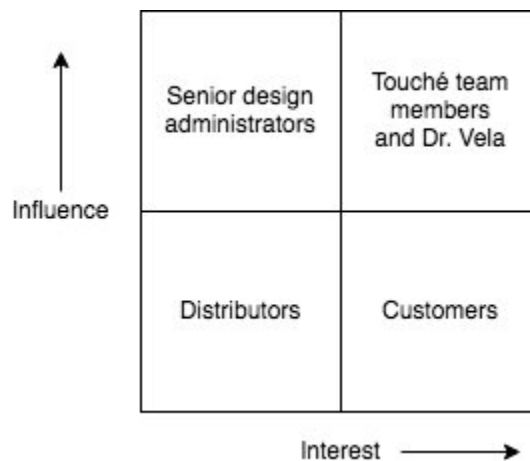 Senior design
administrators
Touché team
members
and Dr. Vela
Influence
Distributors
Customers
Interest